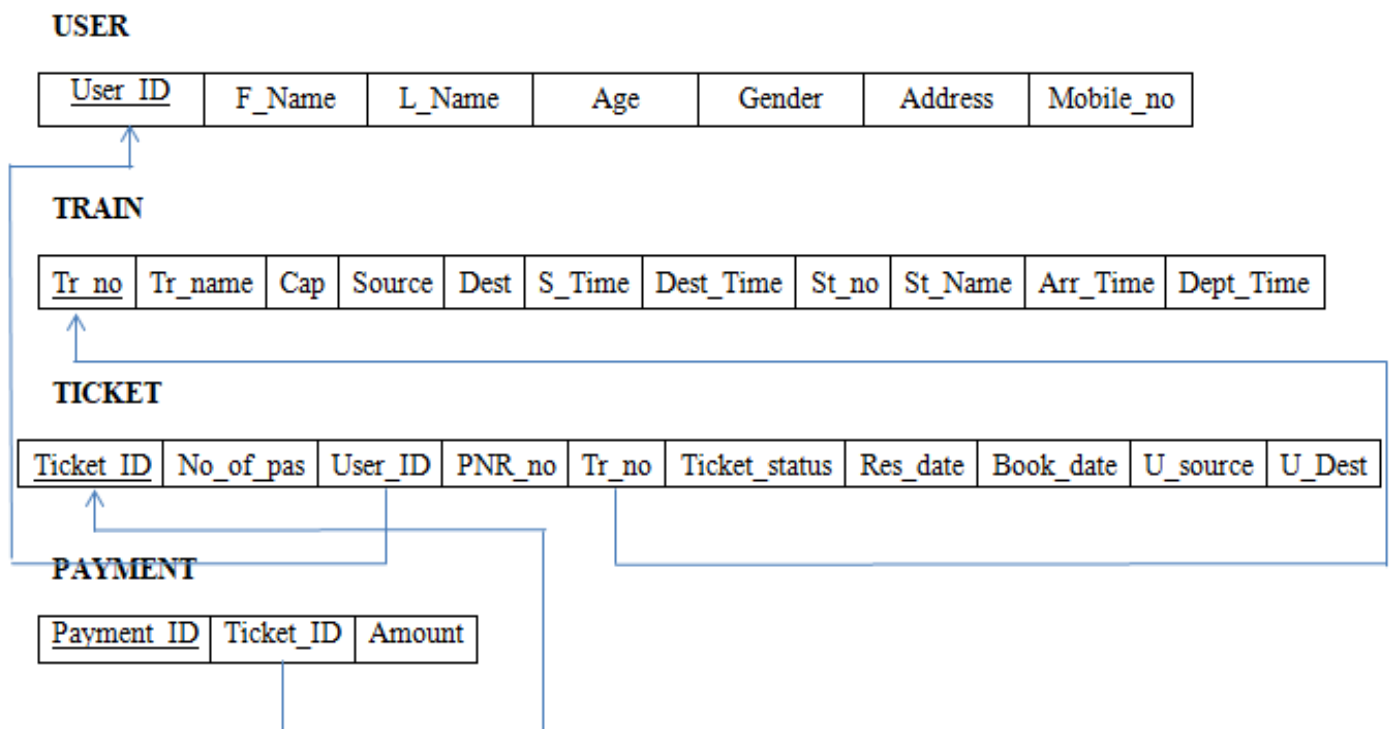 USER
User_ID F_Name L_Name Age Gender Address Mobile_no
TRAIN
Tr_no Tr_name Cap Source Dest S_Time Dest_Time St_no St_Name Arr_Time Dept_Time
TICKET
Ticket_ID No_of_pas User_ID PNR_no Tr_no Ticket_status Res_date Book_date U_source U_Dest
PAYMENT
Payment_ID Ticket_ID Amount